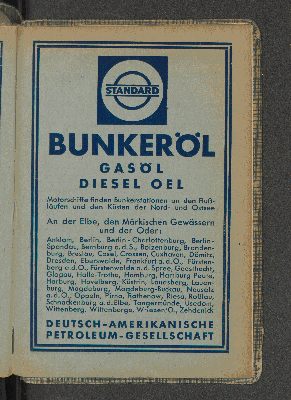 STANDARD
BUNKERÖL
GASÖL
DIESEL OEL
Motorschiffe finden Bunkerstationen an den Fluß-
läufen und den Küsten der Nord- und Ostsee
An der Elbe, den Märkischen Gewässern
und der Oder:
Anklam, Berlin, Berlin-Charlottenburg, Berlin-
Spandau, Bernburg a.d.S., Boizenburg, Branden-
burg, Breslau, Cosel, Crossen, Cuxhaven, Dömitz,
Dresden, Eberswalde, Frankfurt a.d.O., Fürsten-
berg a.d.O., Fürstenwalde a.d. Spree, Geesthacht,
Glogau, Halle-Trotha, Hamburg, Harburg, Peine,
Harburg, Havelberg, Küstrin, Lauenburg,
burg, Magdeburg, Magdeburg-Buckau, Neusalz
a.d.O., Oppeln, Pirna, Rathenow, Riesa, Roßlau,
Schnackenburg a.d.Elbe, Tangermünde, Usedom,
Wittenberg, Wittenberge, Wriezen/O., Zehdenick
DEUTSCH-AMERIKANISCHE
PETROLEUM-GESELLSCHAFT